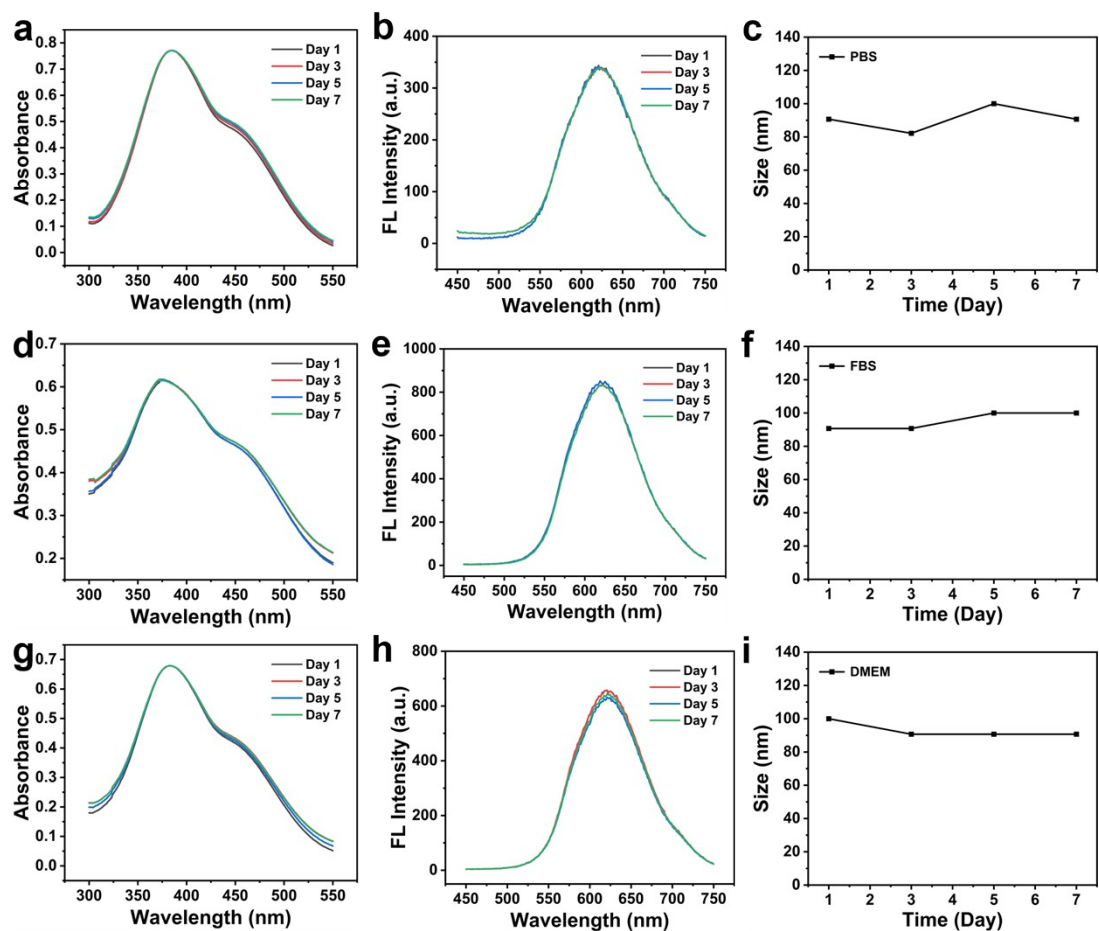 a
Absorbance
0.8
0.7
0.6
0.5
0.4
0.3
0.2
0.1
0.0
Day 1
Day 3
Day 5
Day 7
300 350 400 450 500 550
Wavelength (nm)
b
FL Intensity (a.u.)
400
300
200
100
0
Day 1
Day 3
Day 5
Day 7
450 500 550 600 650 700 750
Wavelength (nm)
c
Size (nm)
140
120
100
80
60
40
20
0
PBS
1 2 3 4 5 6 7
Time (Day)
d
Absorbance
0.7
0.6
0.5
0.4
0.3
0.2
Day 1
Day 3
Day 5
Day 7
300 350 400 450 500 550
Wavelength (nm)
e
FL Intensity (a.u.)
1000
800
600
400
200
0
Day 1
Day 3
Day 5
Day 7
450 500 550 600 650 700 750
Wavelength (nm)
f
Size (nm)
140
120
100
80
60
40
20
0
FBS
1 2 3 4 5 6 7
Time (Day)
g
Absorbance
0.7
0.6
0.5
0.4
0.3
0.2
0.1
0.0
Day 1
Day 3
Day 5
Day 7
300 350 400 450 500 550
Wavelength (nm)
h
FL Intensity (a.u.)
800
600
400
200
0
Day 1
Day 3
Day 5
Day 7
450 500 550 600 650 700 750
Wavelength (nm)
i
Size (nm)
140
120
100
80
60
40
20
0
DMEM
1 2 3 4 5 6 7
Time (Day)